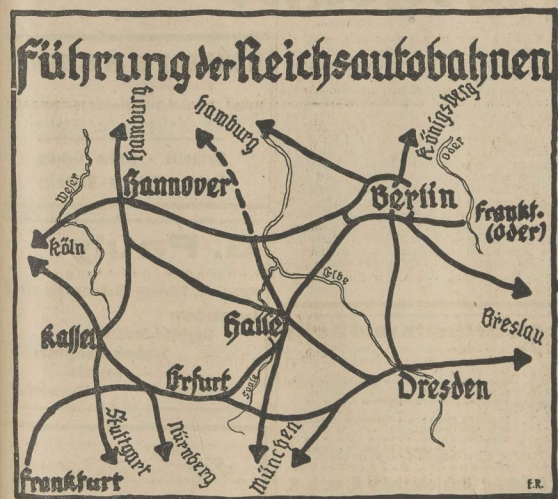 Führung der Reichsautobahnen
Hamburg
Hamburg
Königsberg
Oder
Weser
Hannover
Berlin
Frankf.
(Oder)
Köln
Elbe
Kassel
Halle
Breslau
Erfurt
Saale
Dresden
Stuttgart
Nürnberg
München
Frankfurt
E.R.